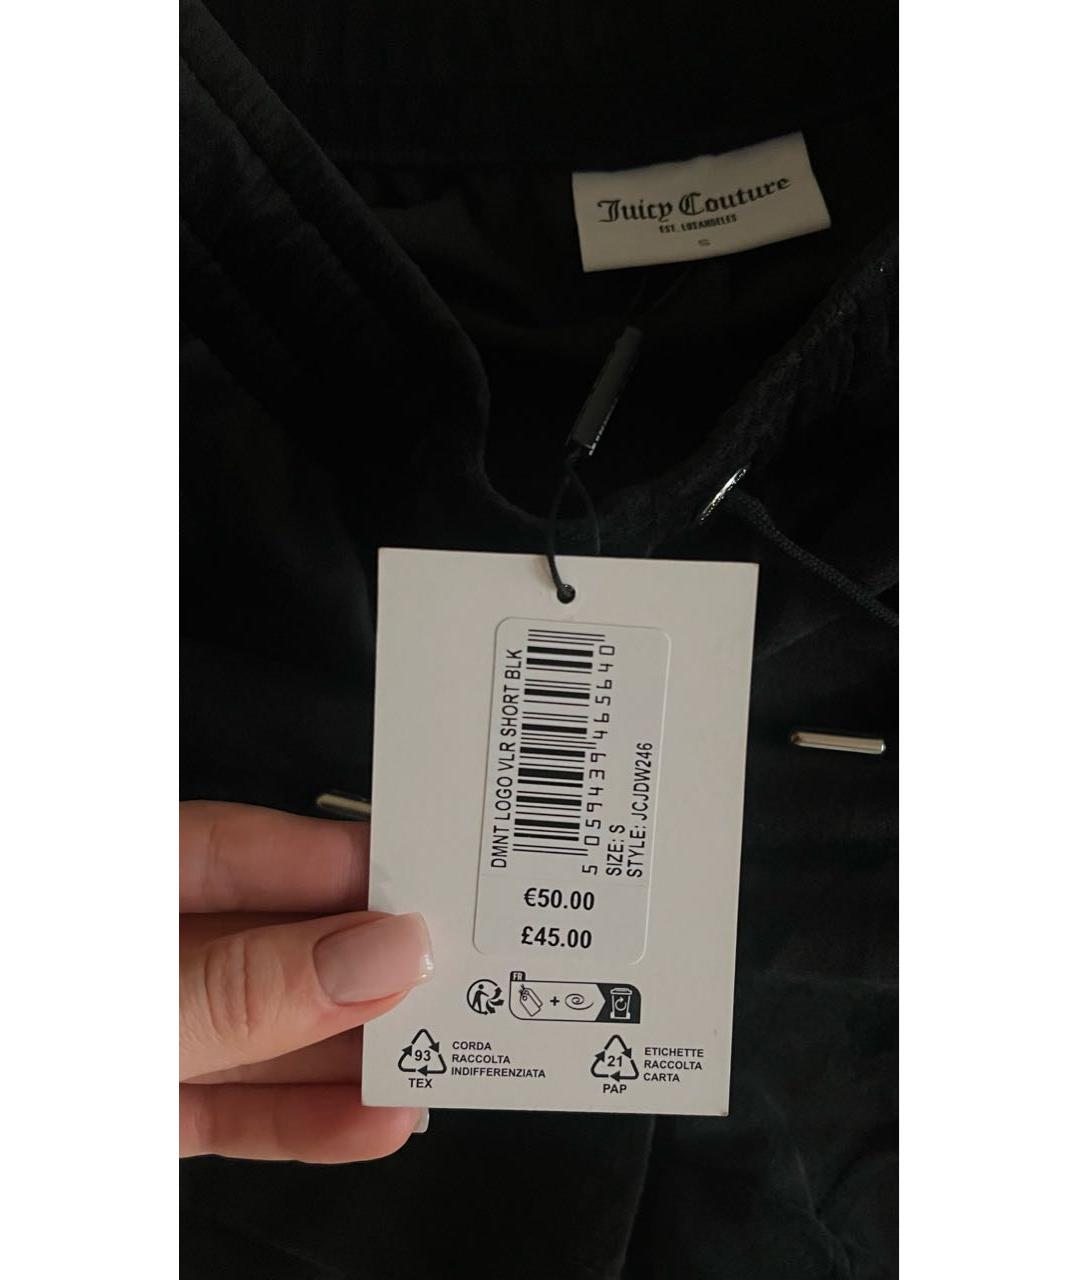 Juicy Couture
EST. LOS ANGELES
S
DMNT LOGO VLR SHORT BLK
5 059439 465640
SIZE: S
STYLE: JCJDW246
€50.00
£45.00
FR
+
93
TEX
CORDA
RACCOLTA
INDIFFERENZIATA
21
PAP
ETICHETTE
RACCOLTA
CARTA